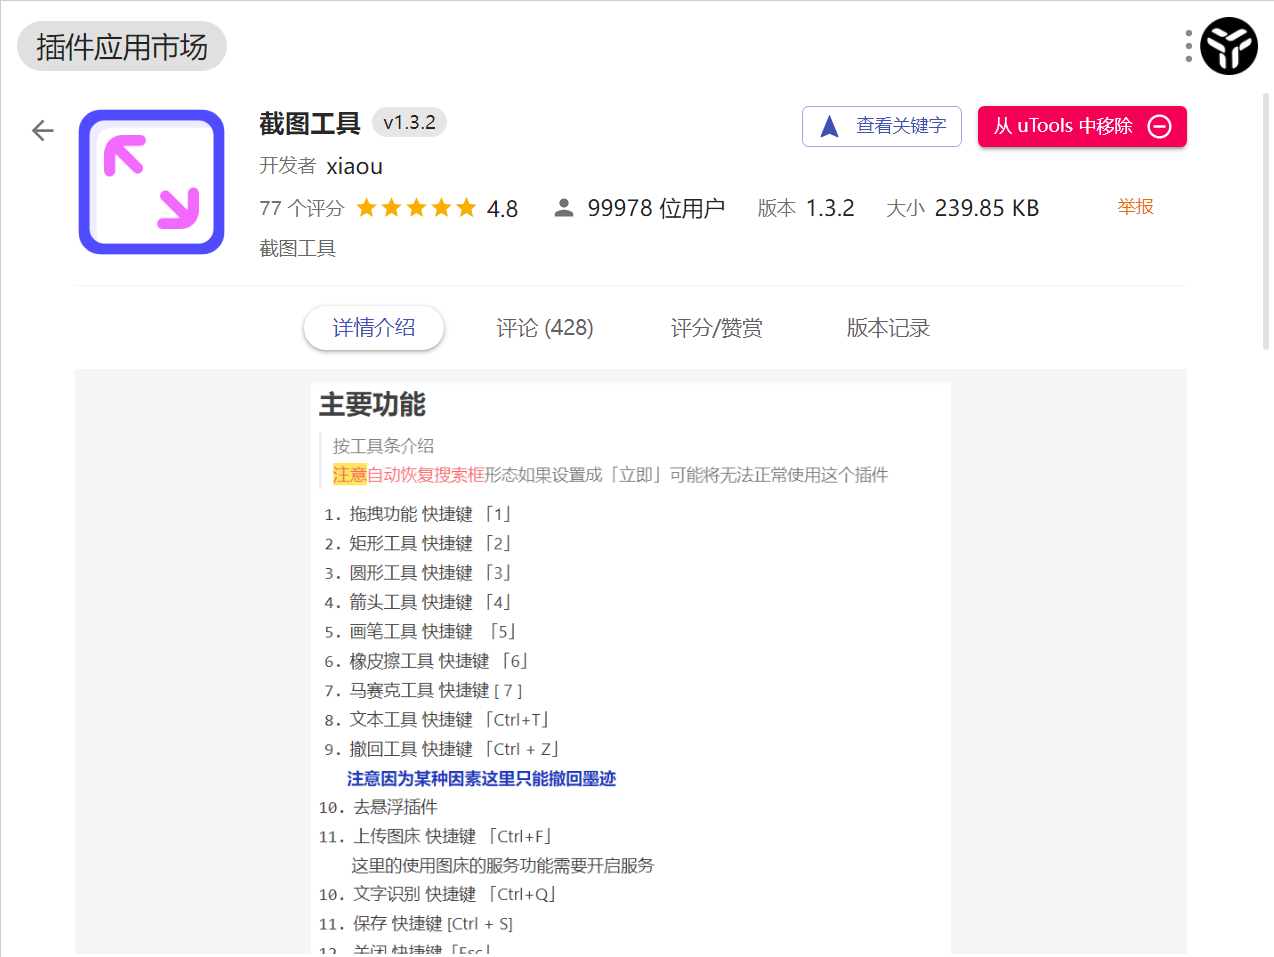 插件应用市场
截图工具 v1.3.2
查看关键字
从 uTools 中移除
开发者 xiaou
77 个评分 4.8 99978 位用户 版本 1.3.2 大小 239.85 KB 举报
截图工具
详情介绍 评论 (428) 评分/赞赏 版本记录
主要功能
按工具条介绍
注意自动恢复搜索框形态如果设置成「立即」可能将无法正常使用这个插件
1. 拖拽功能 快捷键 「1」
2. 矩形工具 快捷键 「2」
3. 圆形工具 快捷键 「3」
4. 箭头工具 快捷键 「4」
5. 画笔工具 快捷键 「5」
6. 橡皮擦工具 快捷键 「6」
7. 马赛克工具 快捷键 [ 7 ]
8. 文本工具 快捷键 「Ctrl+T」
9. 撤回工具 快捷键 「Ctrl + Z」
注意因为某种因素这里只能撤回墨迹
10. 去悬浮插件
11. 上传图床 快捷键 「Ctrl+F」
这里的使用图床的服务功能需要开启服务
10. 文字识别 快捷键 「Ctrl+Q」
11. 保存 快捷键 [Ctrl + S]
12. 关闭 快捷键「Esc」